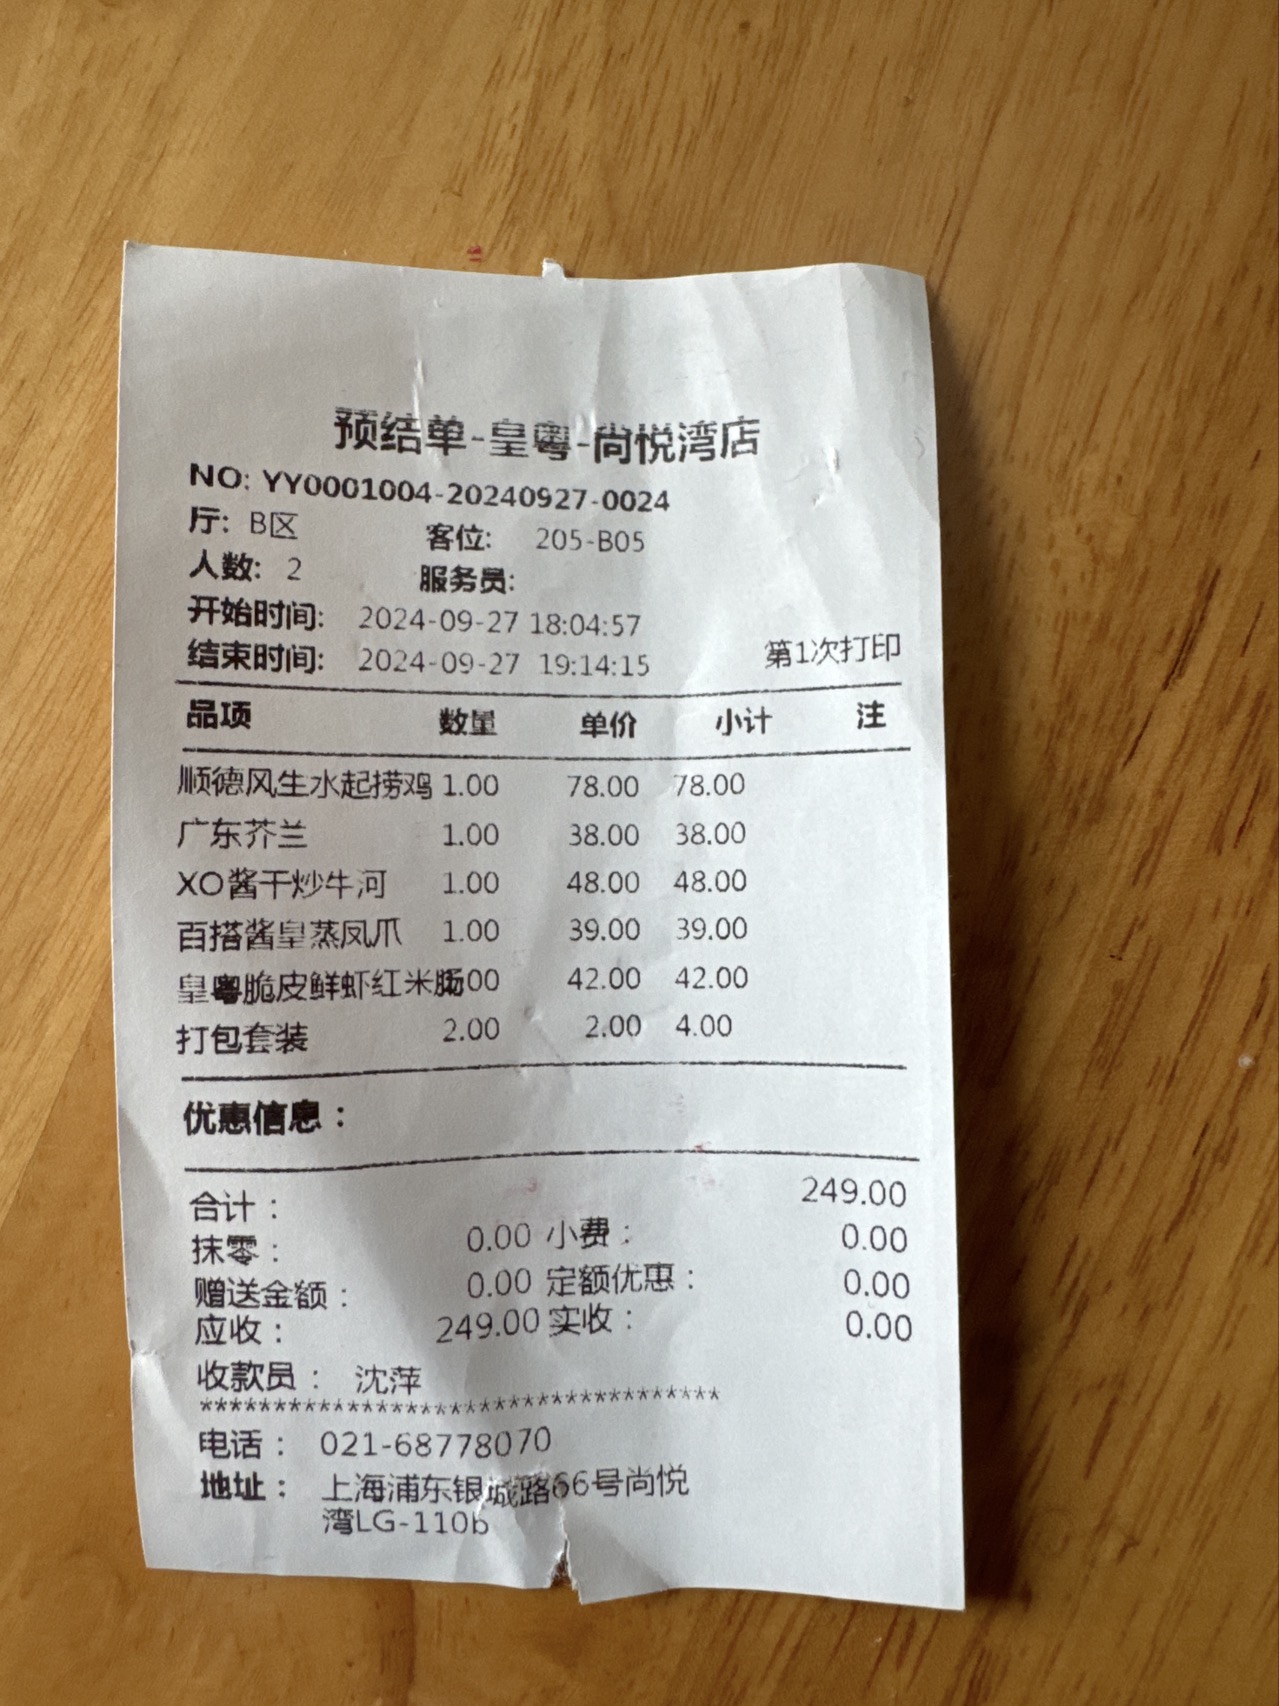 预结单-皇粤-尚悦湾店
NO: YY0001004-20240927-0024
厅: B区 客位: 205-B05
人数: 2 服务员:
开始时间: 2024-09-27 18:04:57
结束时间: 2024-09-27 19:14:15 第1次打印
品项 数量 单价 小计 注
顺德风生水起捞鸡 1.00 78.00 78.00
广东芥兰 1.00 38.00 38.00
XO酱干炒牛河 1.00 48.00 48.00
百搭酱皇蒸凤爪 1.00 39.00 39.00
皇粤脆皮鲜虾红米肠 1.00 42.00 42.00
打包套装 2.00 2.00 4.00
优惠信息：
合计： 249.00
抹零： 0.00 小费： 0.00
赠送金额： 0.00 定额优惠： 0.00
应收： 249.00 实收： 0.00
收款员： 沈萍
************************************
电话： 021-68778070
地址： 上海浦东银城路66号尚悦
湾LG-110b